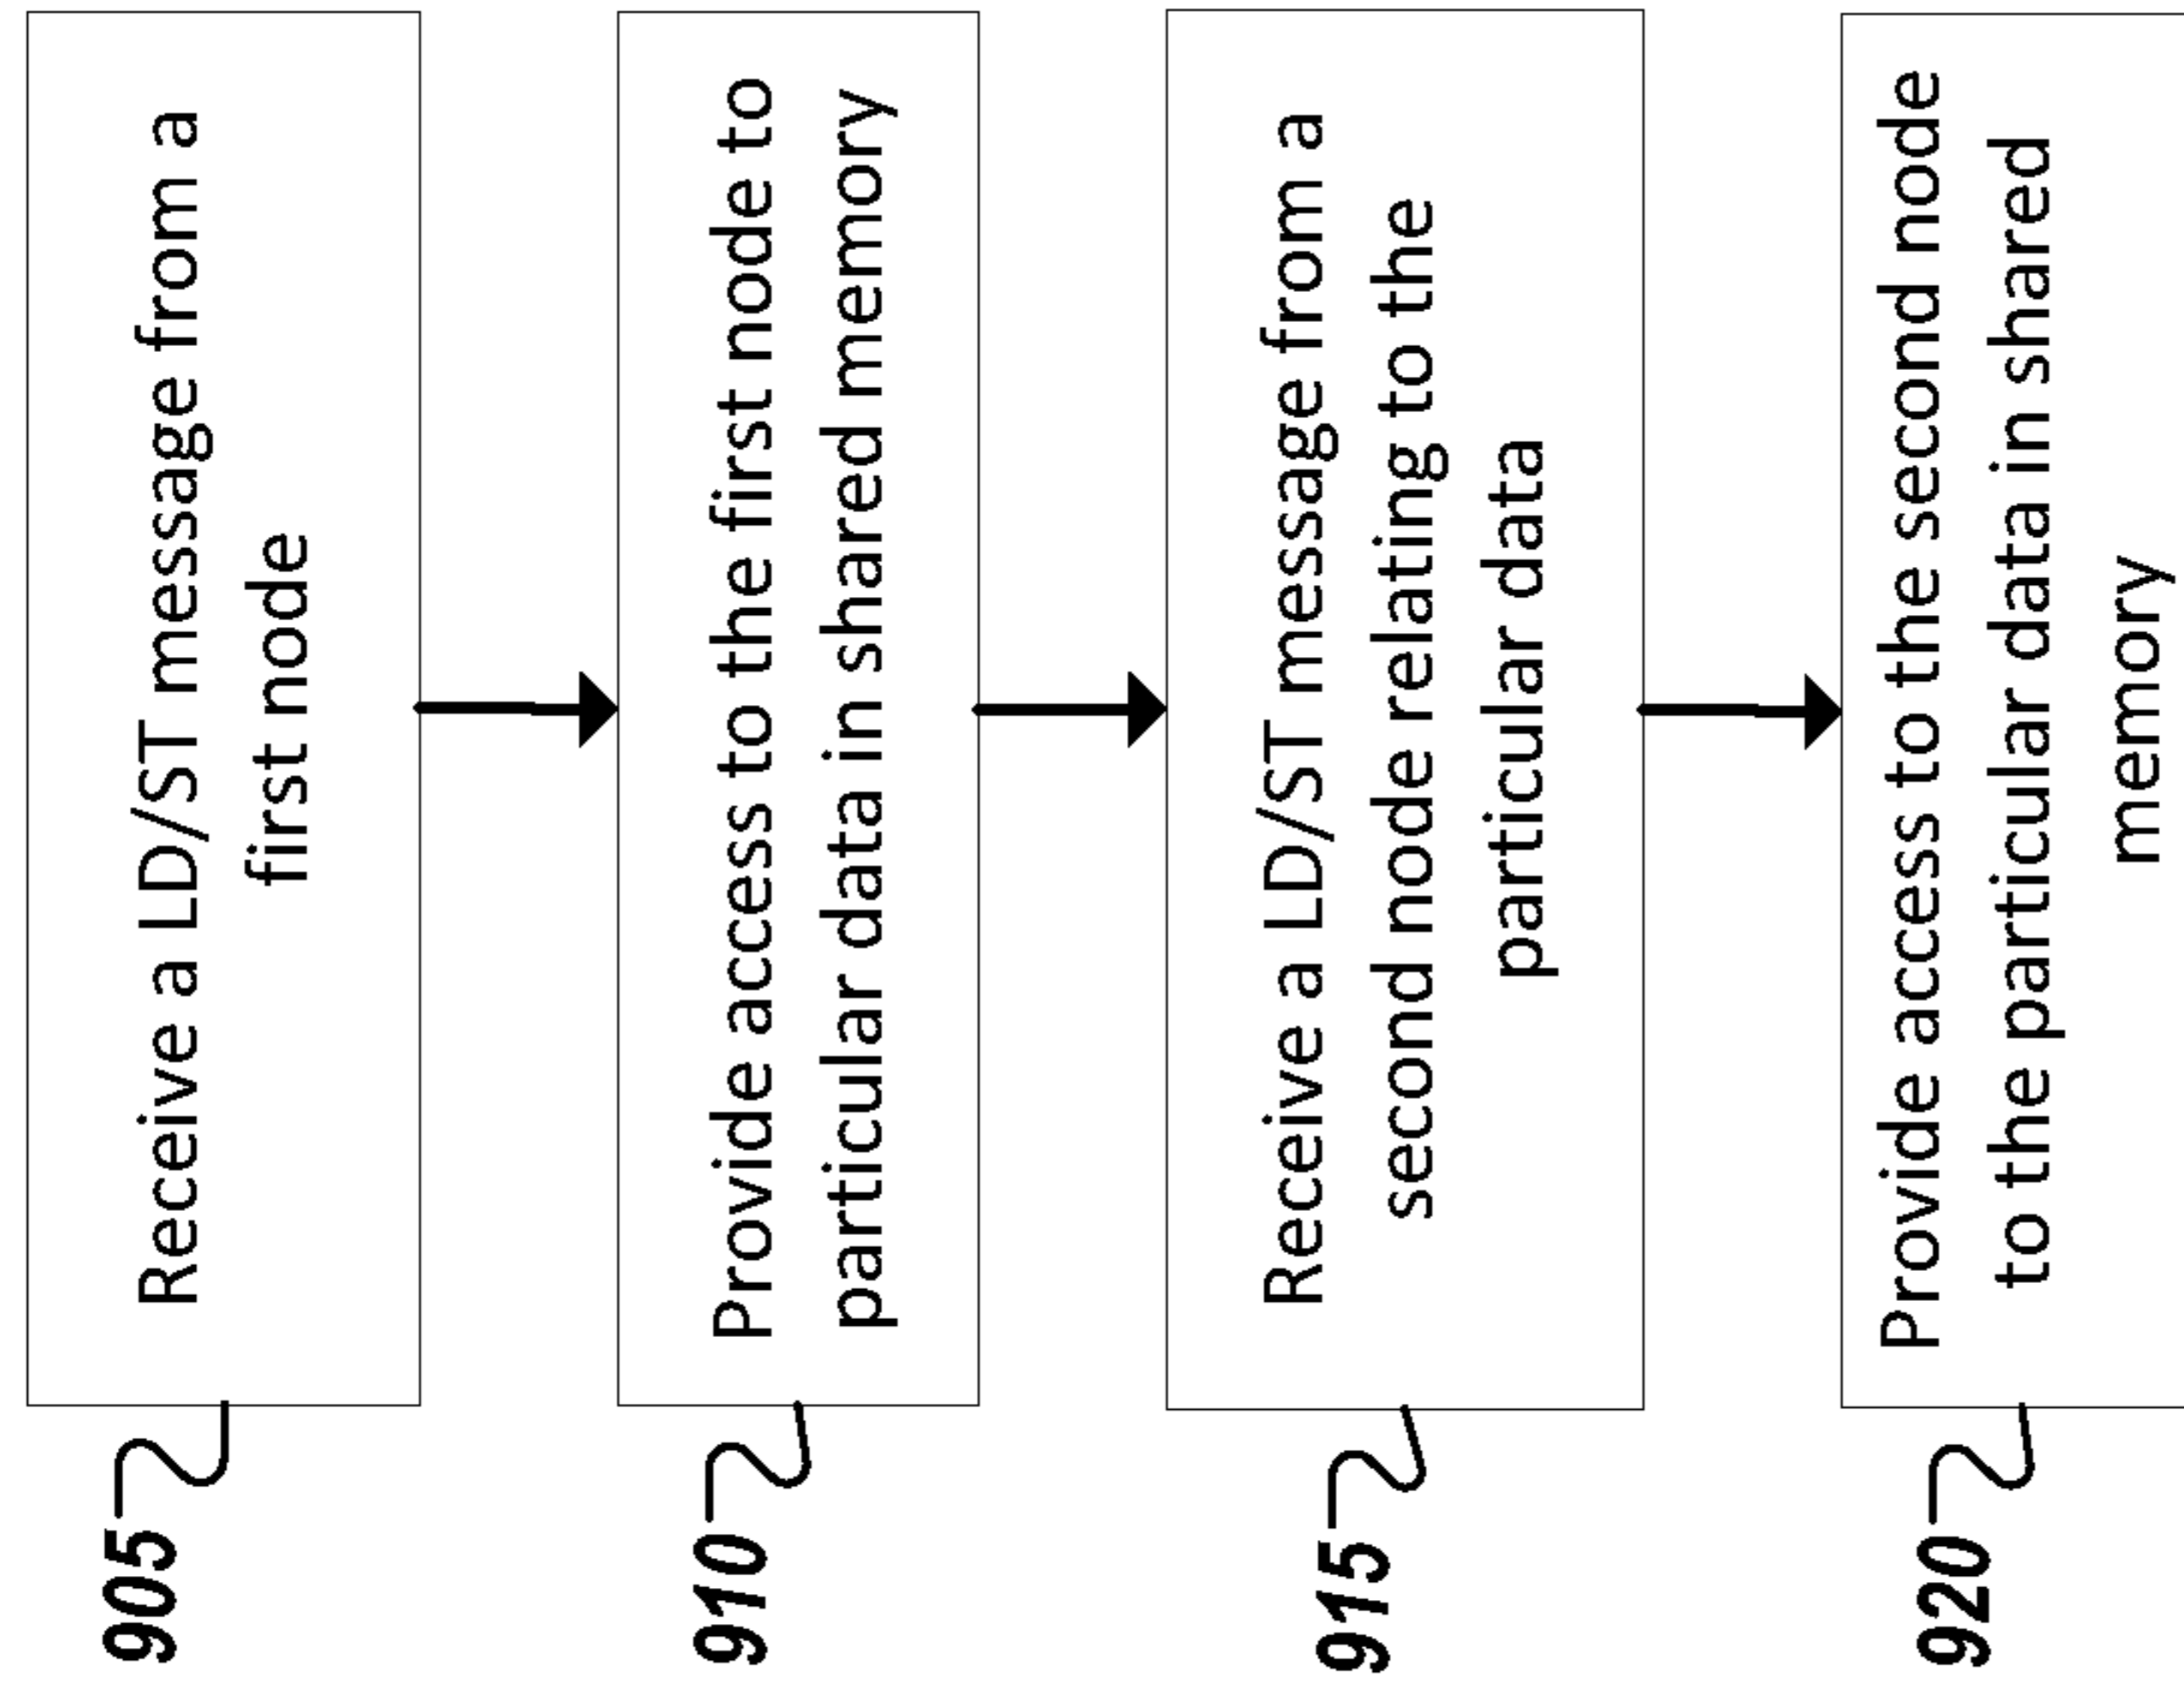 905
Receive a LD/ST message from a
first node
910
Provide access to the first node to
particular data in shared memory
915
Receive a LD/ST message from a
second node relating to the
particular data
920
Provide access to the second node
to the particular data in shared
memory